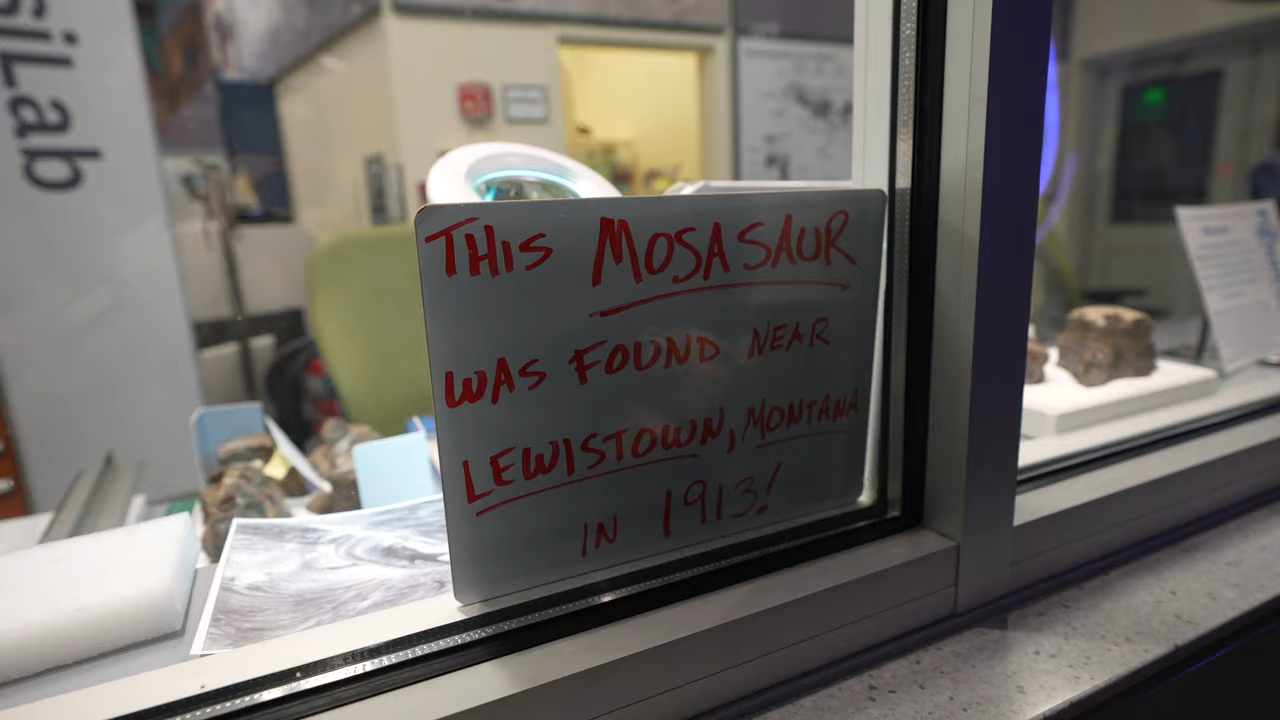 siLab
THIS MOSASAUR
WAS FOUND NEAR
LEWISTOWN, MONTANA
IN 1913!